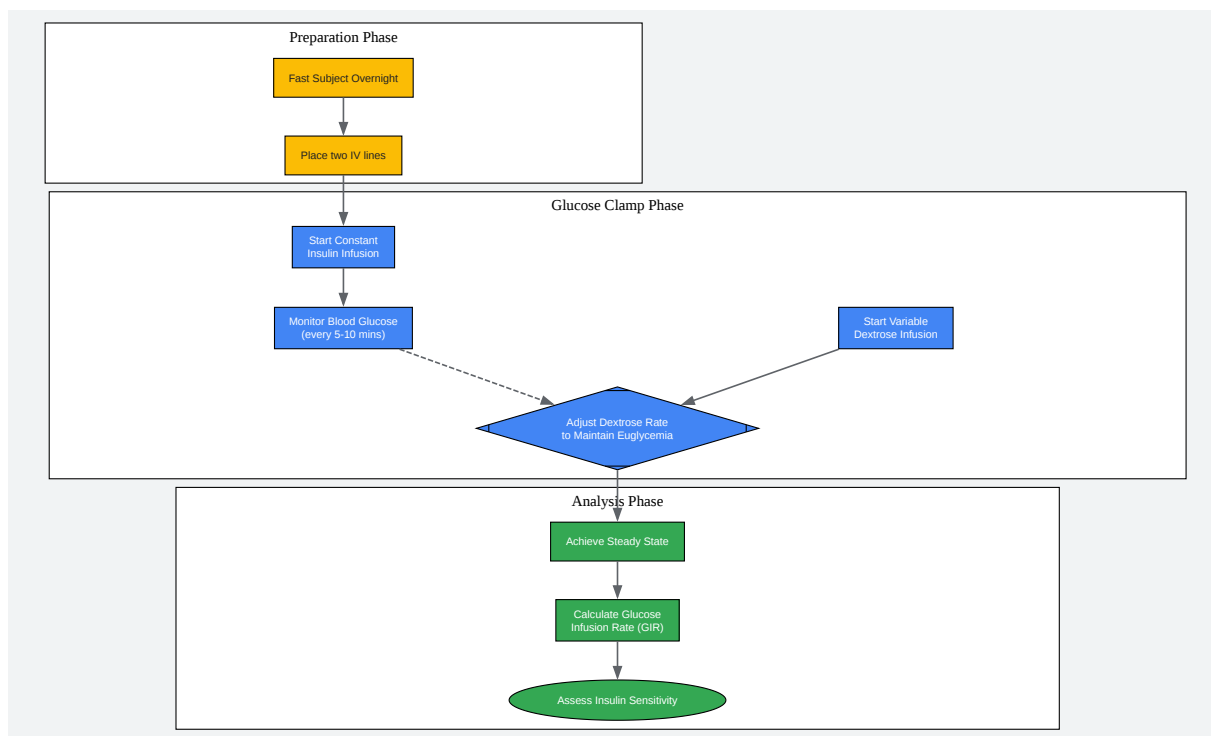 Preparation Phase
Fast Subject Overnight
Place two IV lines
Glucose Clamp Phase
Start Constant
Insulin Infusion
Monitor Blood Glucose
(every 5-10 mins)
Start Variable
Dextrose Infusion
Adjust Dextrose Rate
to Maintain Euglycemia
Analysis Phase
Achieve Steady State
Calculate Glucose
Infusion Rate (GIR)
Assess Insulin Sensitivity